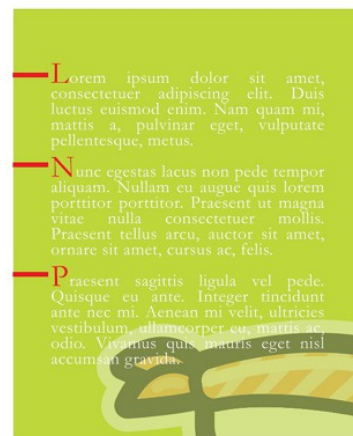 Lorem ipsum dolor sit amet,
consectetuer adipiscing elit. Duis
luctus euismod enim. Nam quam mi,
mattis a, pulvinar eget, vulputate
pellentesque, metus.
Nunc egestas lacus non pede tempor
aliquam. Nullam eu augue quis lorem
porttitor porttitor. Praesent ut magna
vitae nulla consectetuer mollis.
Praesent tellus arcu, auctor sit amet,
ornare sit amet, cursus ac, felis.
Praesent sagittis ligula vel pede.
Quisque eu ante. Integer tincidunt
ante nec mi. Aenean mi velit, ultricies
vestibulum, ullamcorper eu, mattis ac,
odio. Vivamus quis mauris eget nisl
accumsan gravida.